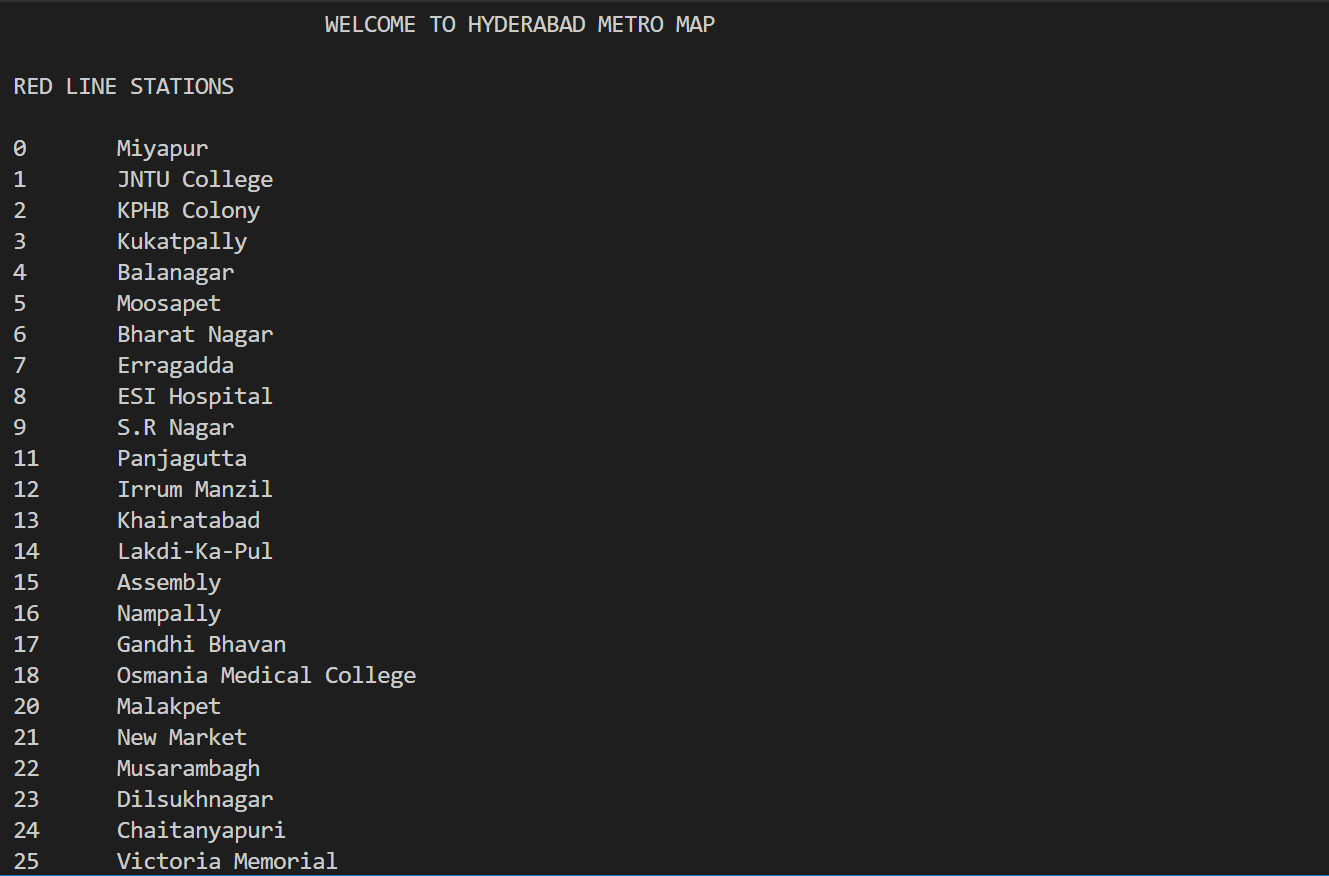 WELCOME TO HYDERABAD METRO MAP
RED LINE STATIONS
0 Miyapur
1 JNTU College
2 KPHB Colony
3 Kukatpally
4 Balanagar
5 Moosapet
6 Bharat Nagar
7 Erragadda
8 ESI Hospital
9 S.R Nagar
11 Panjagutta
12 Irrum Manzil
13 Khairatabad
14 Lakdi-Ka-Pul
15 Assembly
16 Nampally
17 Gandhi Bhavan
18 Osmania Medical College
20 Malakpet
21 New Market
22 Musarambagh
23 Dilsukhnagar
24 Chaitanyapuri
25 Victoria Memorial